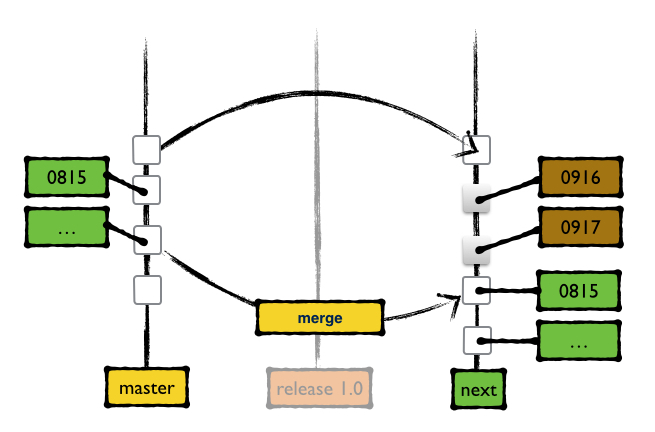 0815
0916
…
0917
0815
merge
…
master
release 1.0
next